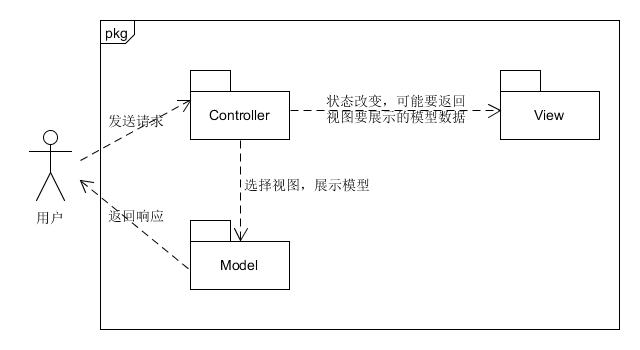 pkg
状态改变，可能要返回
视图要展示的模型数据
发送请求
Controller
View
选择视图，展示模型
用户
返回响应
Model